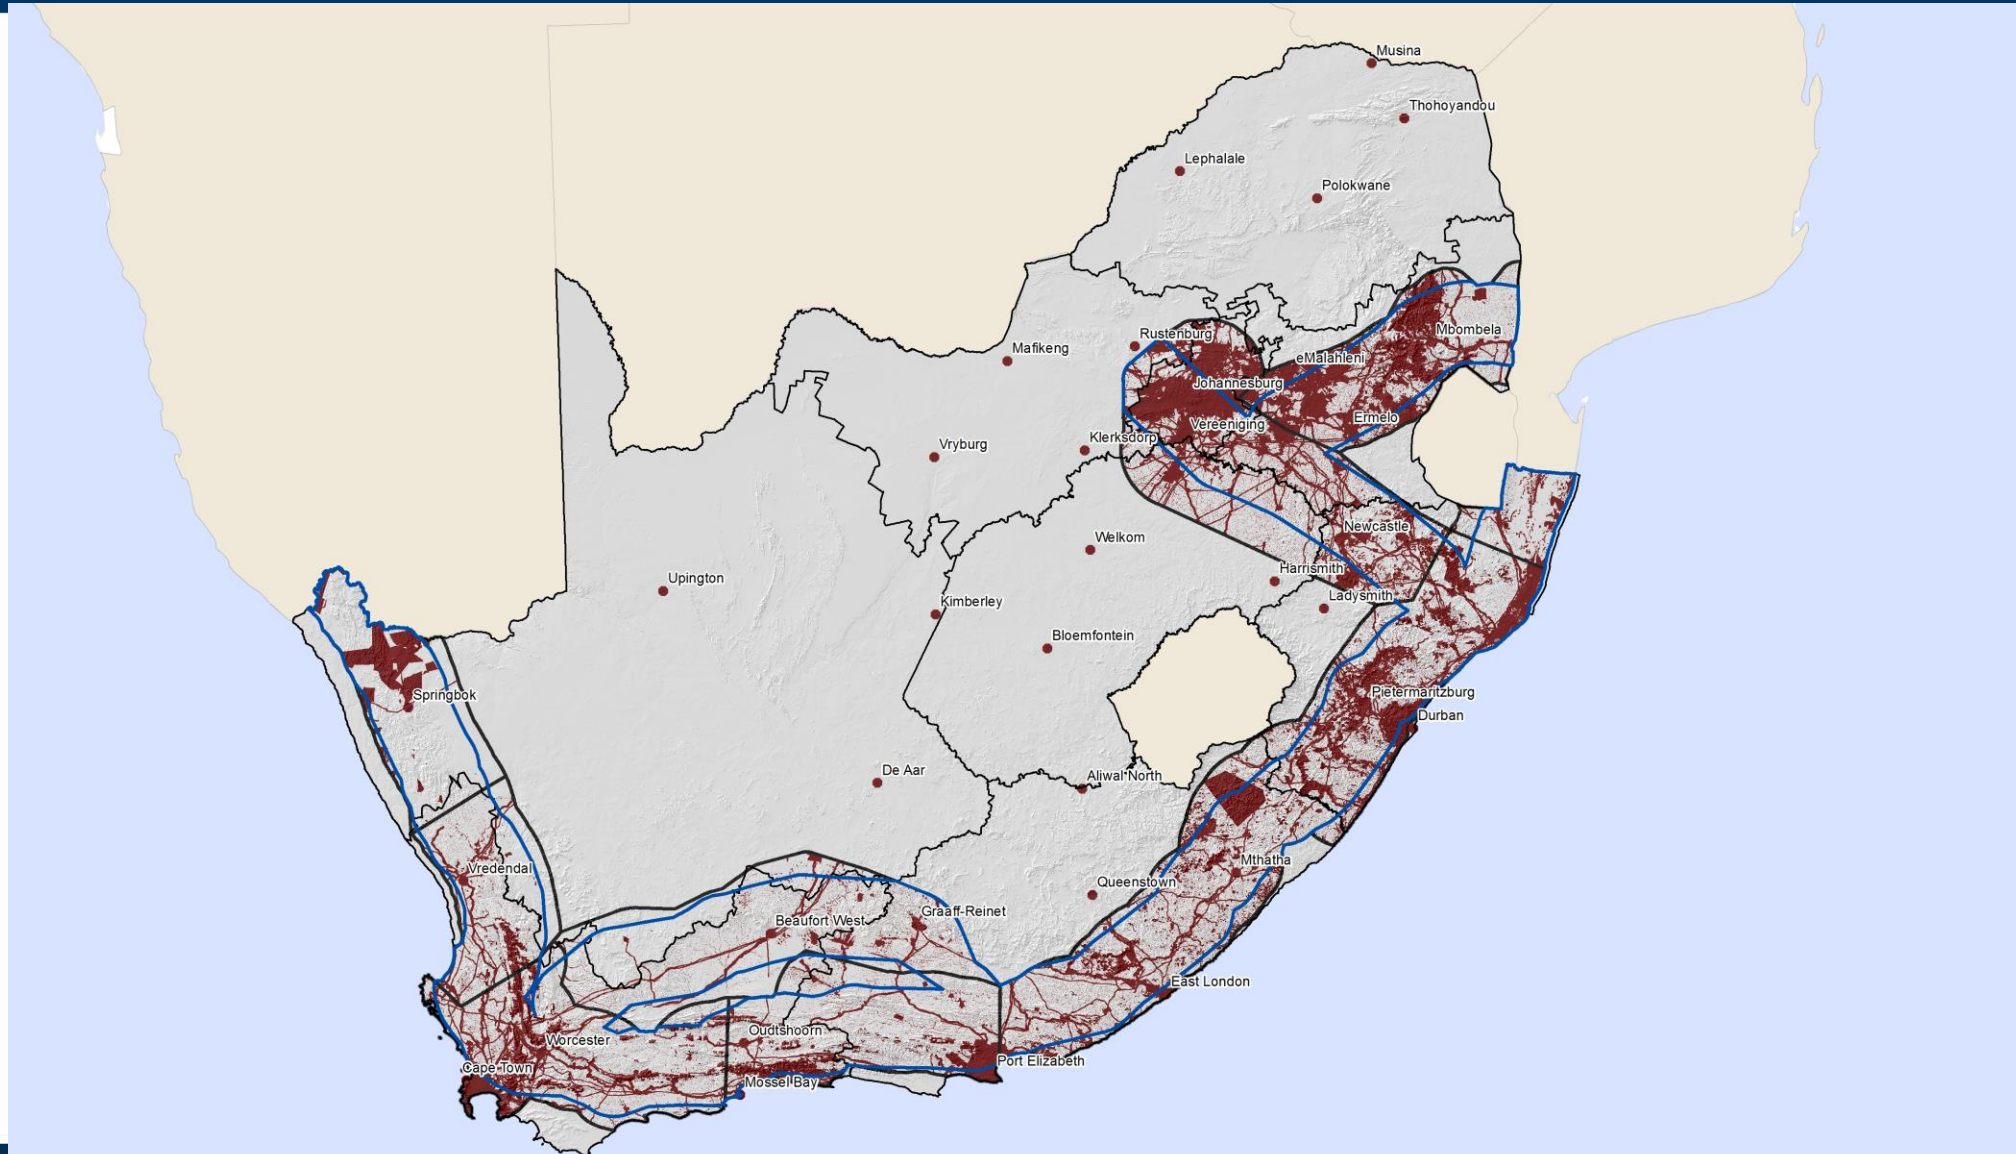 Musina
Thohoyandou
Lephalale
Polokwane
Rustenburg
Mbombela
Mafikeng
eMalahleni
Johannesburg
Ermelo
Vereeniging
Klerksdorp
Vryburg
Newcastle
Welkom
Harrismith
Upington
Ladysmith
Kimberley
Bloemfontein
Springbok
Pietermaritzburg
Durban
De Aar
Aliwal North
Mthatha
Vredendal
Queenstown
Graaff-Reinet
Beaufort West
East London
Oudtshoorn
Worcester
Port Elizabeth
Cape Town
Mossel Bay